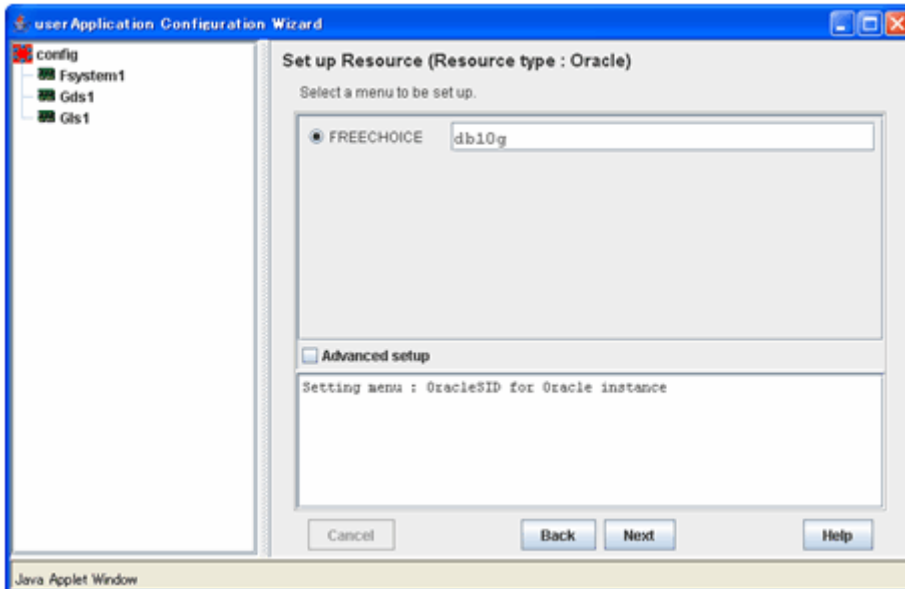 userApplication Configuration Wizard
config
Fsystem1
Gds1
Gls1
Set up Resource (Resource type : Oracle)
Select a menu to be set up.
FREECHOICE
db10g
Advanced setup
Setting menu : OracleSID for Oracle instance
Cancel
Back
Next
Help
Java Applet Window